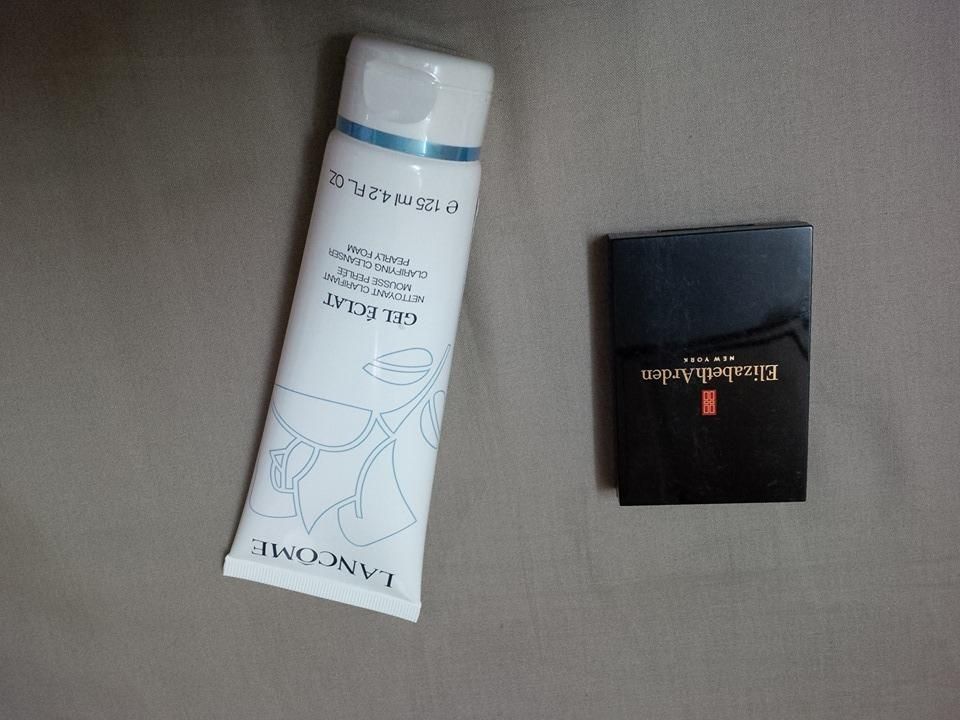 LANCÔME
GEL ÉCLAT
NETTOYANT CLARIFIANT
MOUSSE PERLÉE
CLARIFYING CLEANSER
PEARLY FOAM
e 125 ml 4.2 FL. OZ
ElizabethArden
NEW YORK